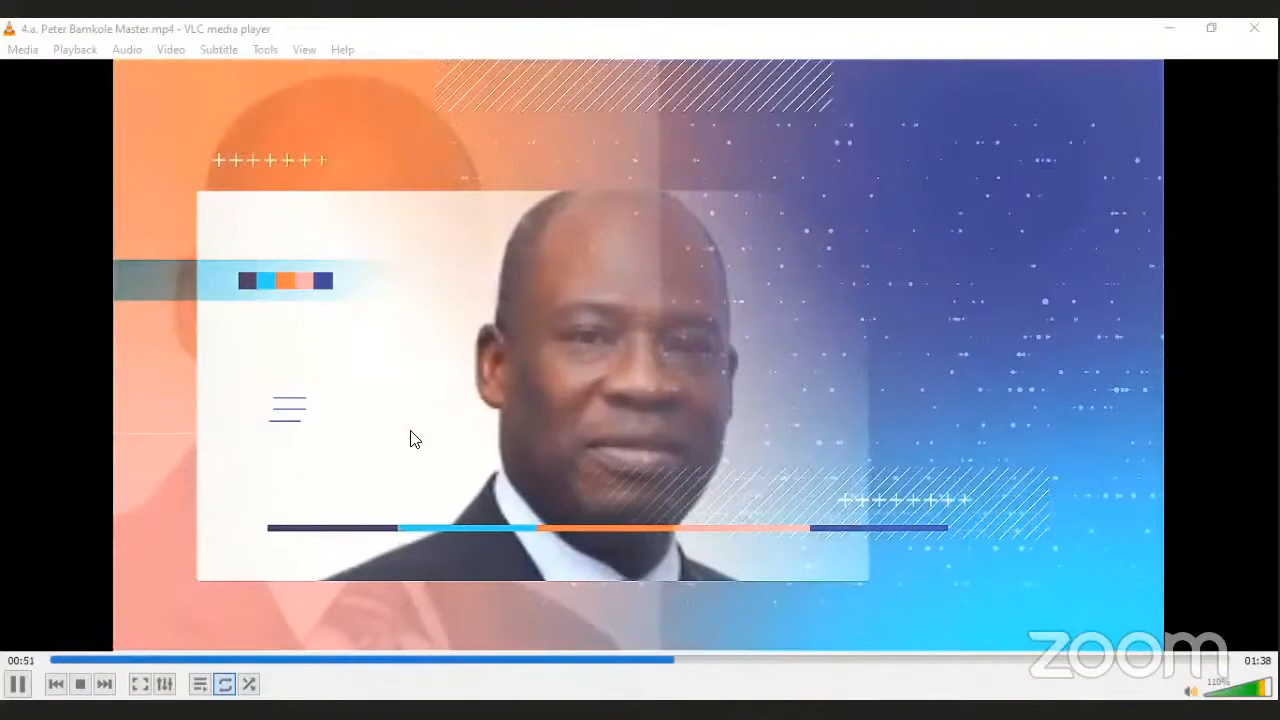 4.a. Peter Bamkole Master.mp4 - VLC media player
Media Playback Audio Video Subtitle Tools View Help
zoom
00:51
01:38
110%